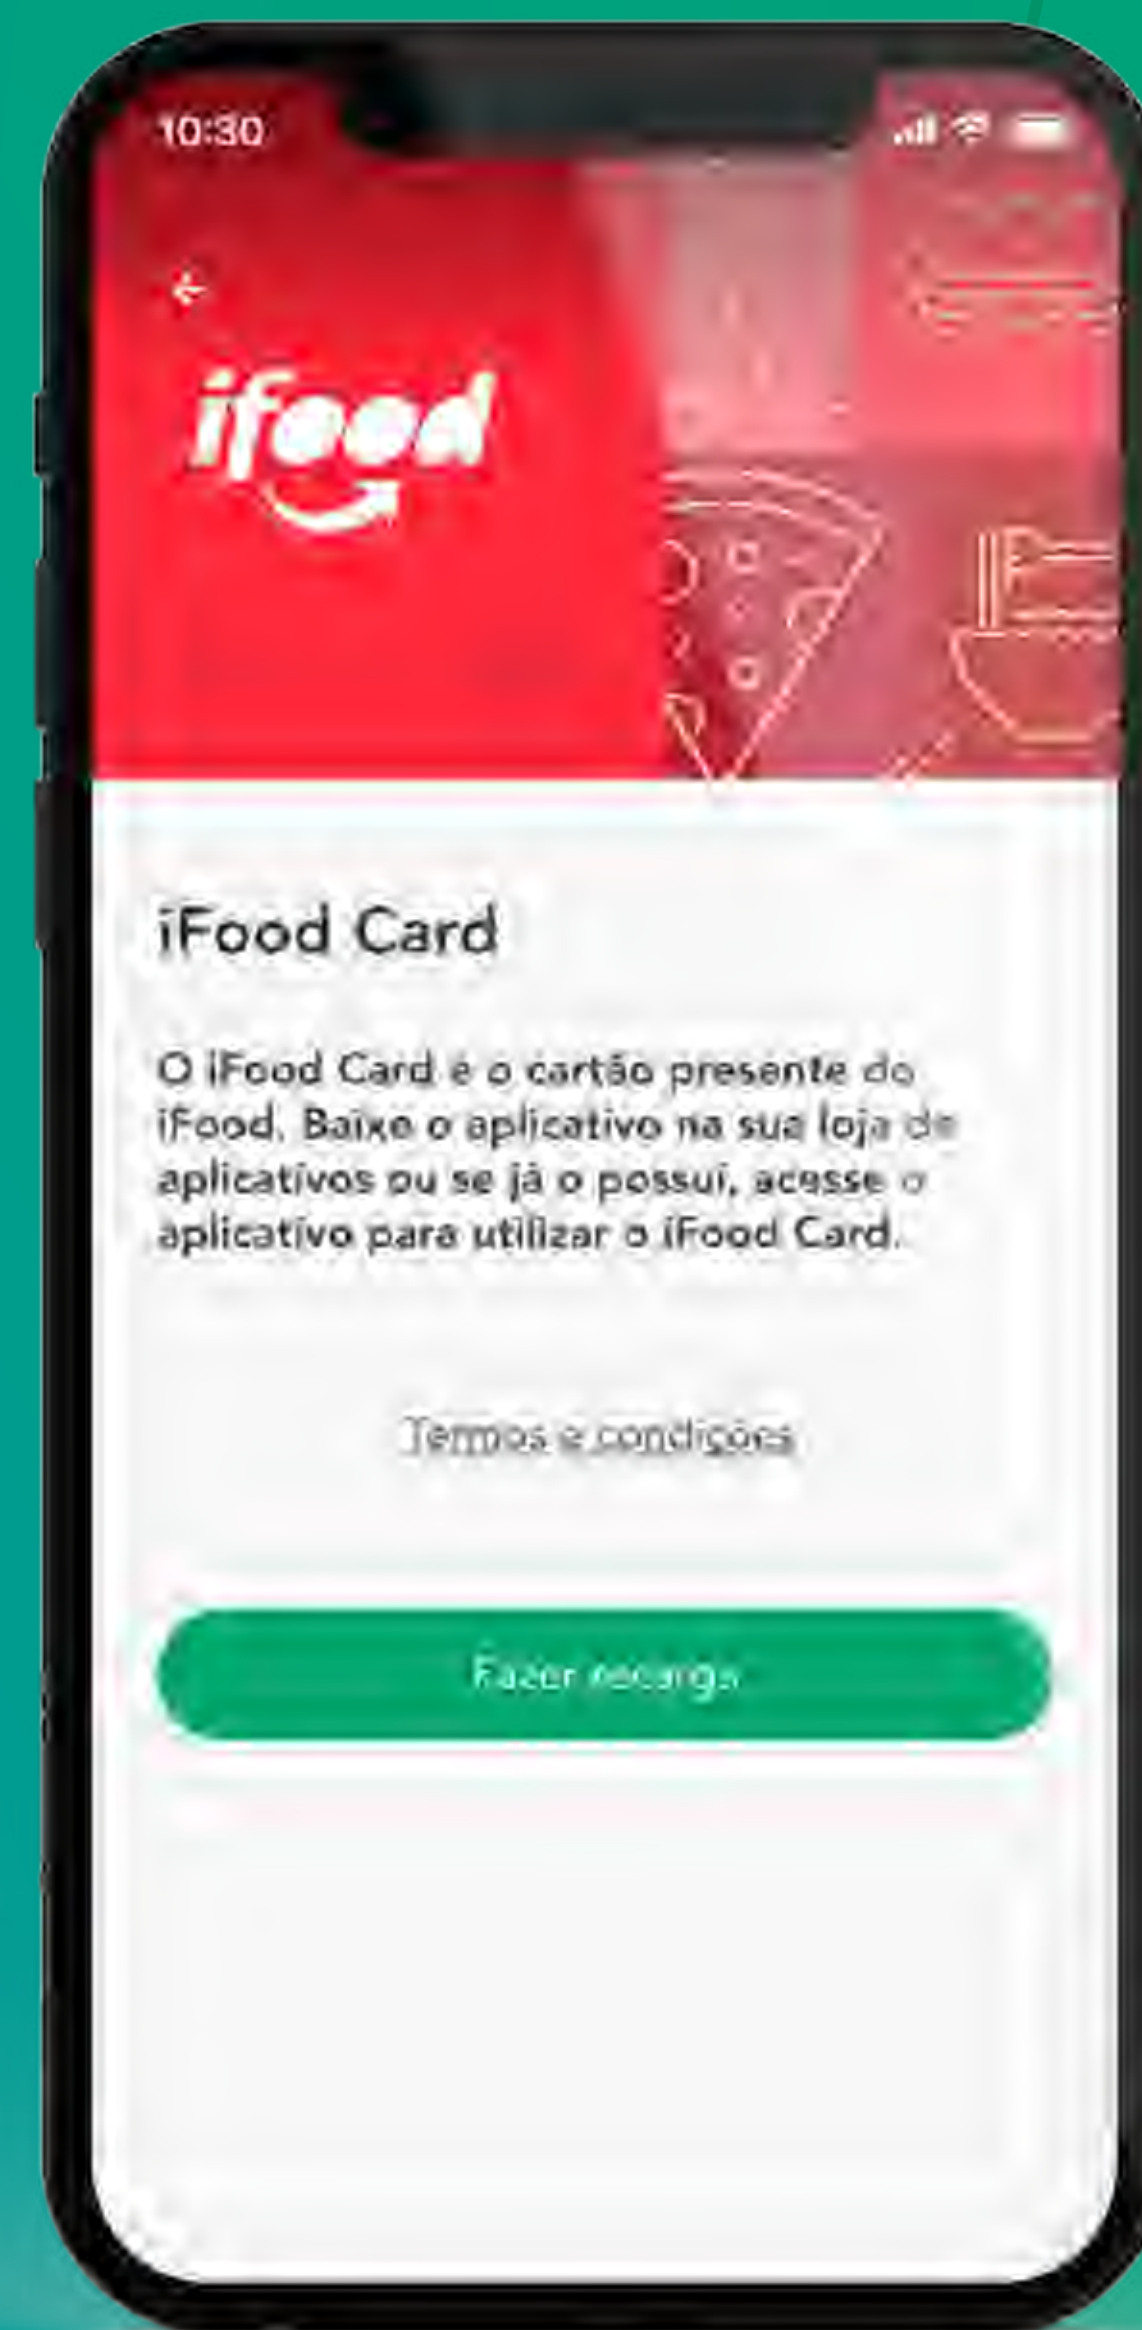 10:30
ifood
iFood Card
O iFood Card é o cartão presente do
iFood. Baixe o aplicativo na sua loja de
aplicativos ou se já o possui, acesse o
aplicativo para utilizar o iFood Card.
Termos e condições
Fazer recarga